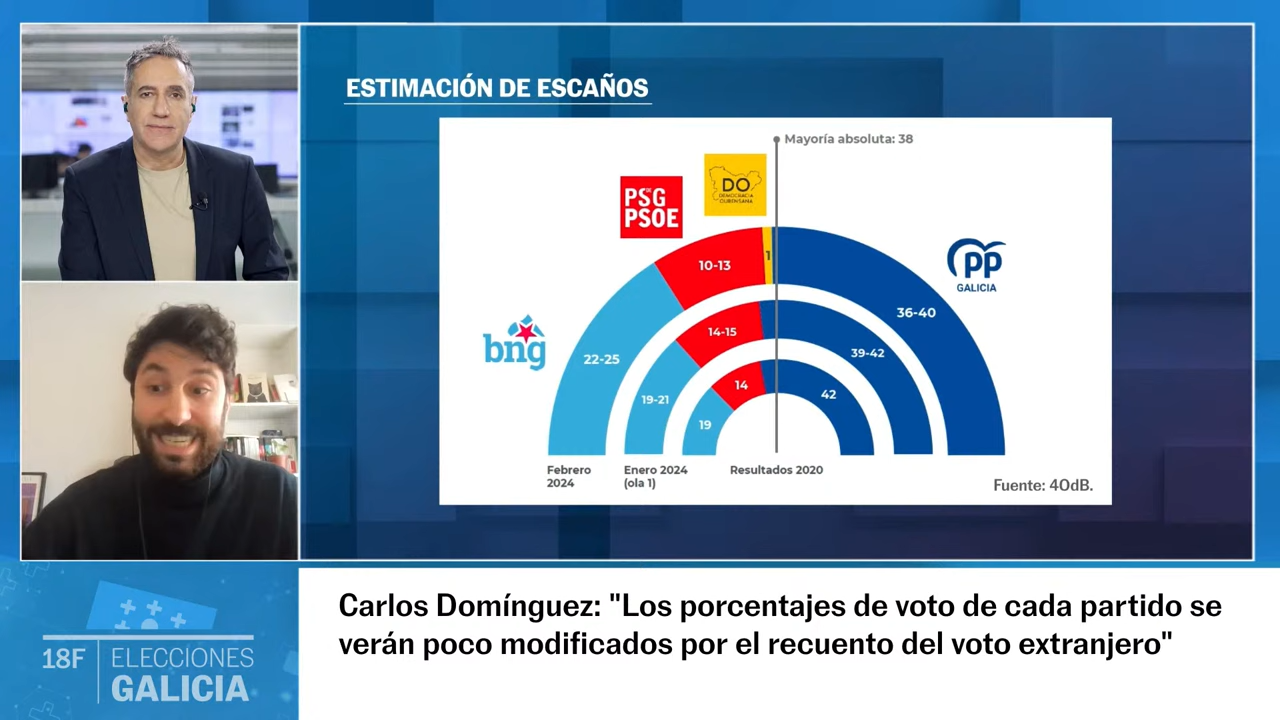 ESTIMACIÓN DE ESCAÑOS
Mayoría absoluta: 38
PSdeG
PSOE
DO
DEMOCRACIA
OURENSANA
10-13
1
pp
GALICIA
36-40
bng
22-25
14-15
39-42
19-21
14
42
19
Febrero
2024
Enero 2024
(ola 1)
Resultados 2020
Fuente: 40dB.
Carlos Domínguez: "Los porcentajes de voto de cada partido se
verán poco modificados por el recuento del voto extranjero"
18F
ELECCIONES
GALICIA